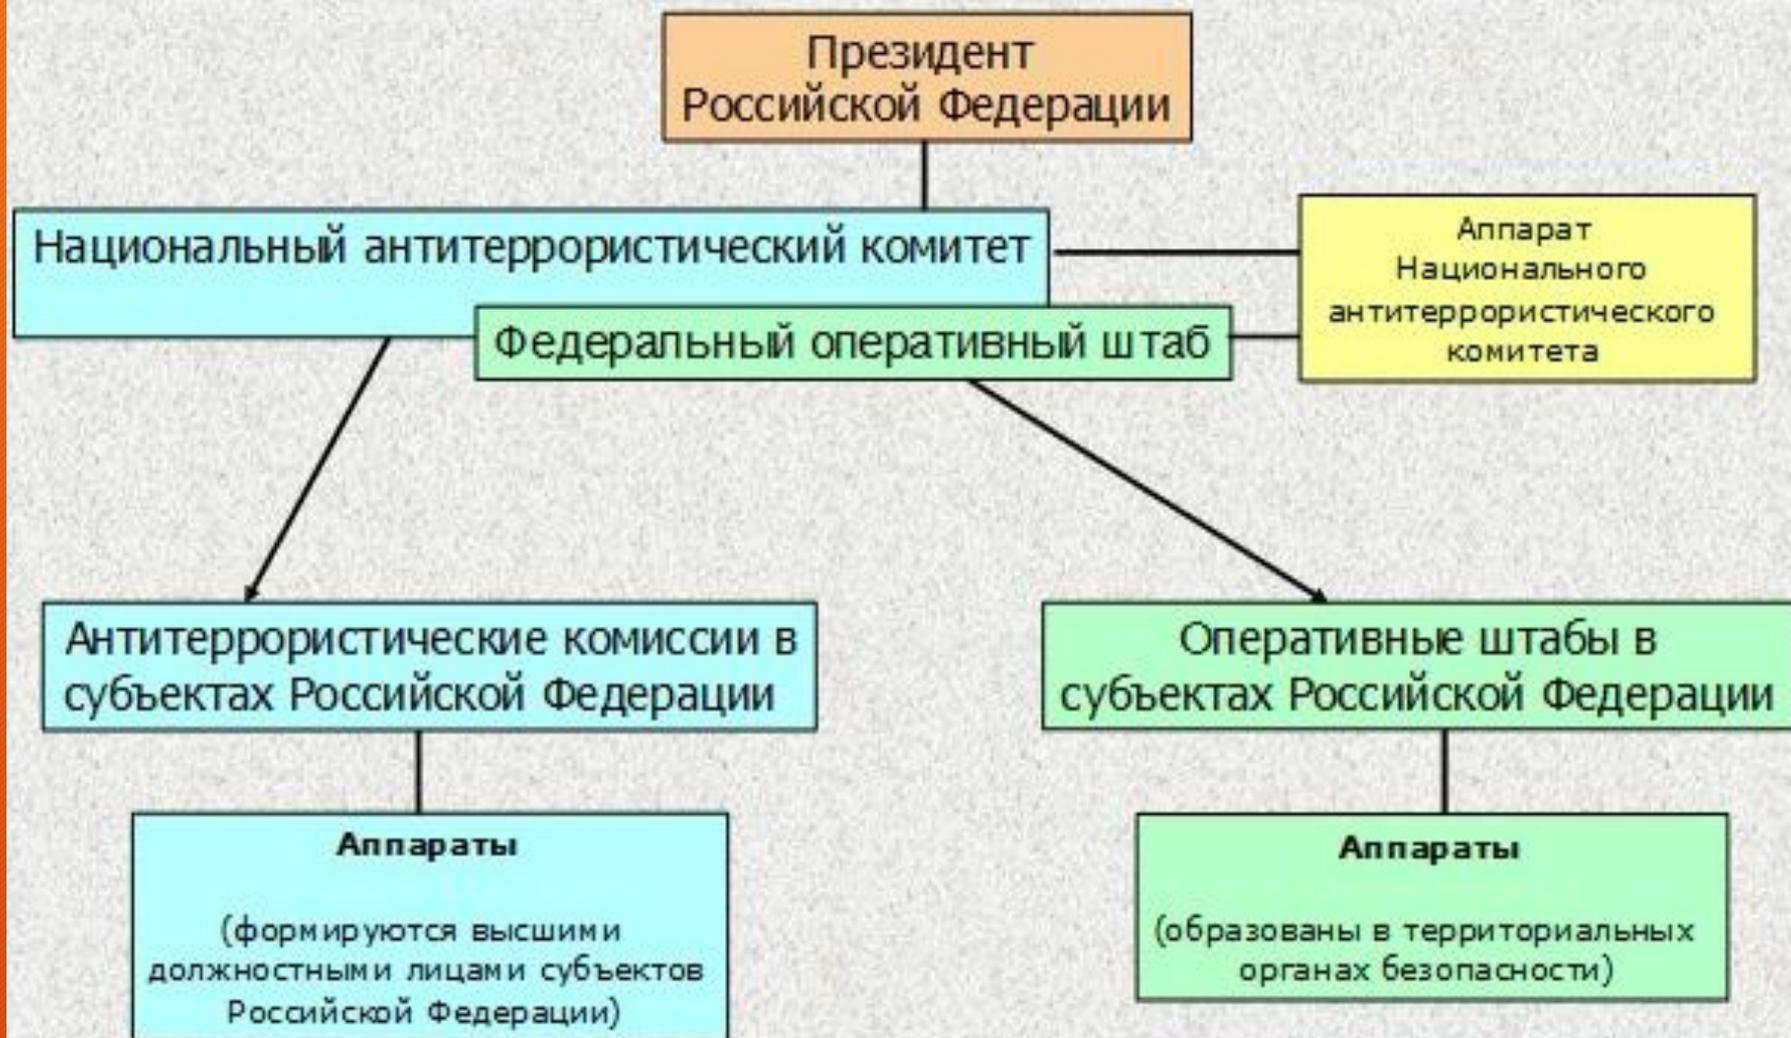 Президент
Российской Федерации
Национальный антитеррористический комитет
Аппарат
Национального
антитеррористического
комитета
Федеральный оперативный штаб
Антитеррористические комиссии в
субъектах Российской Федерации
Оперативные штабы в
субъектах Российской Федерации
Аппараты
(формируются высшими
должностными лицами субъектов
Российской Федерации)
Аппараты
(образованы в территориальных
органах безопасности)